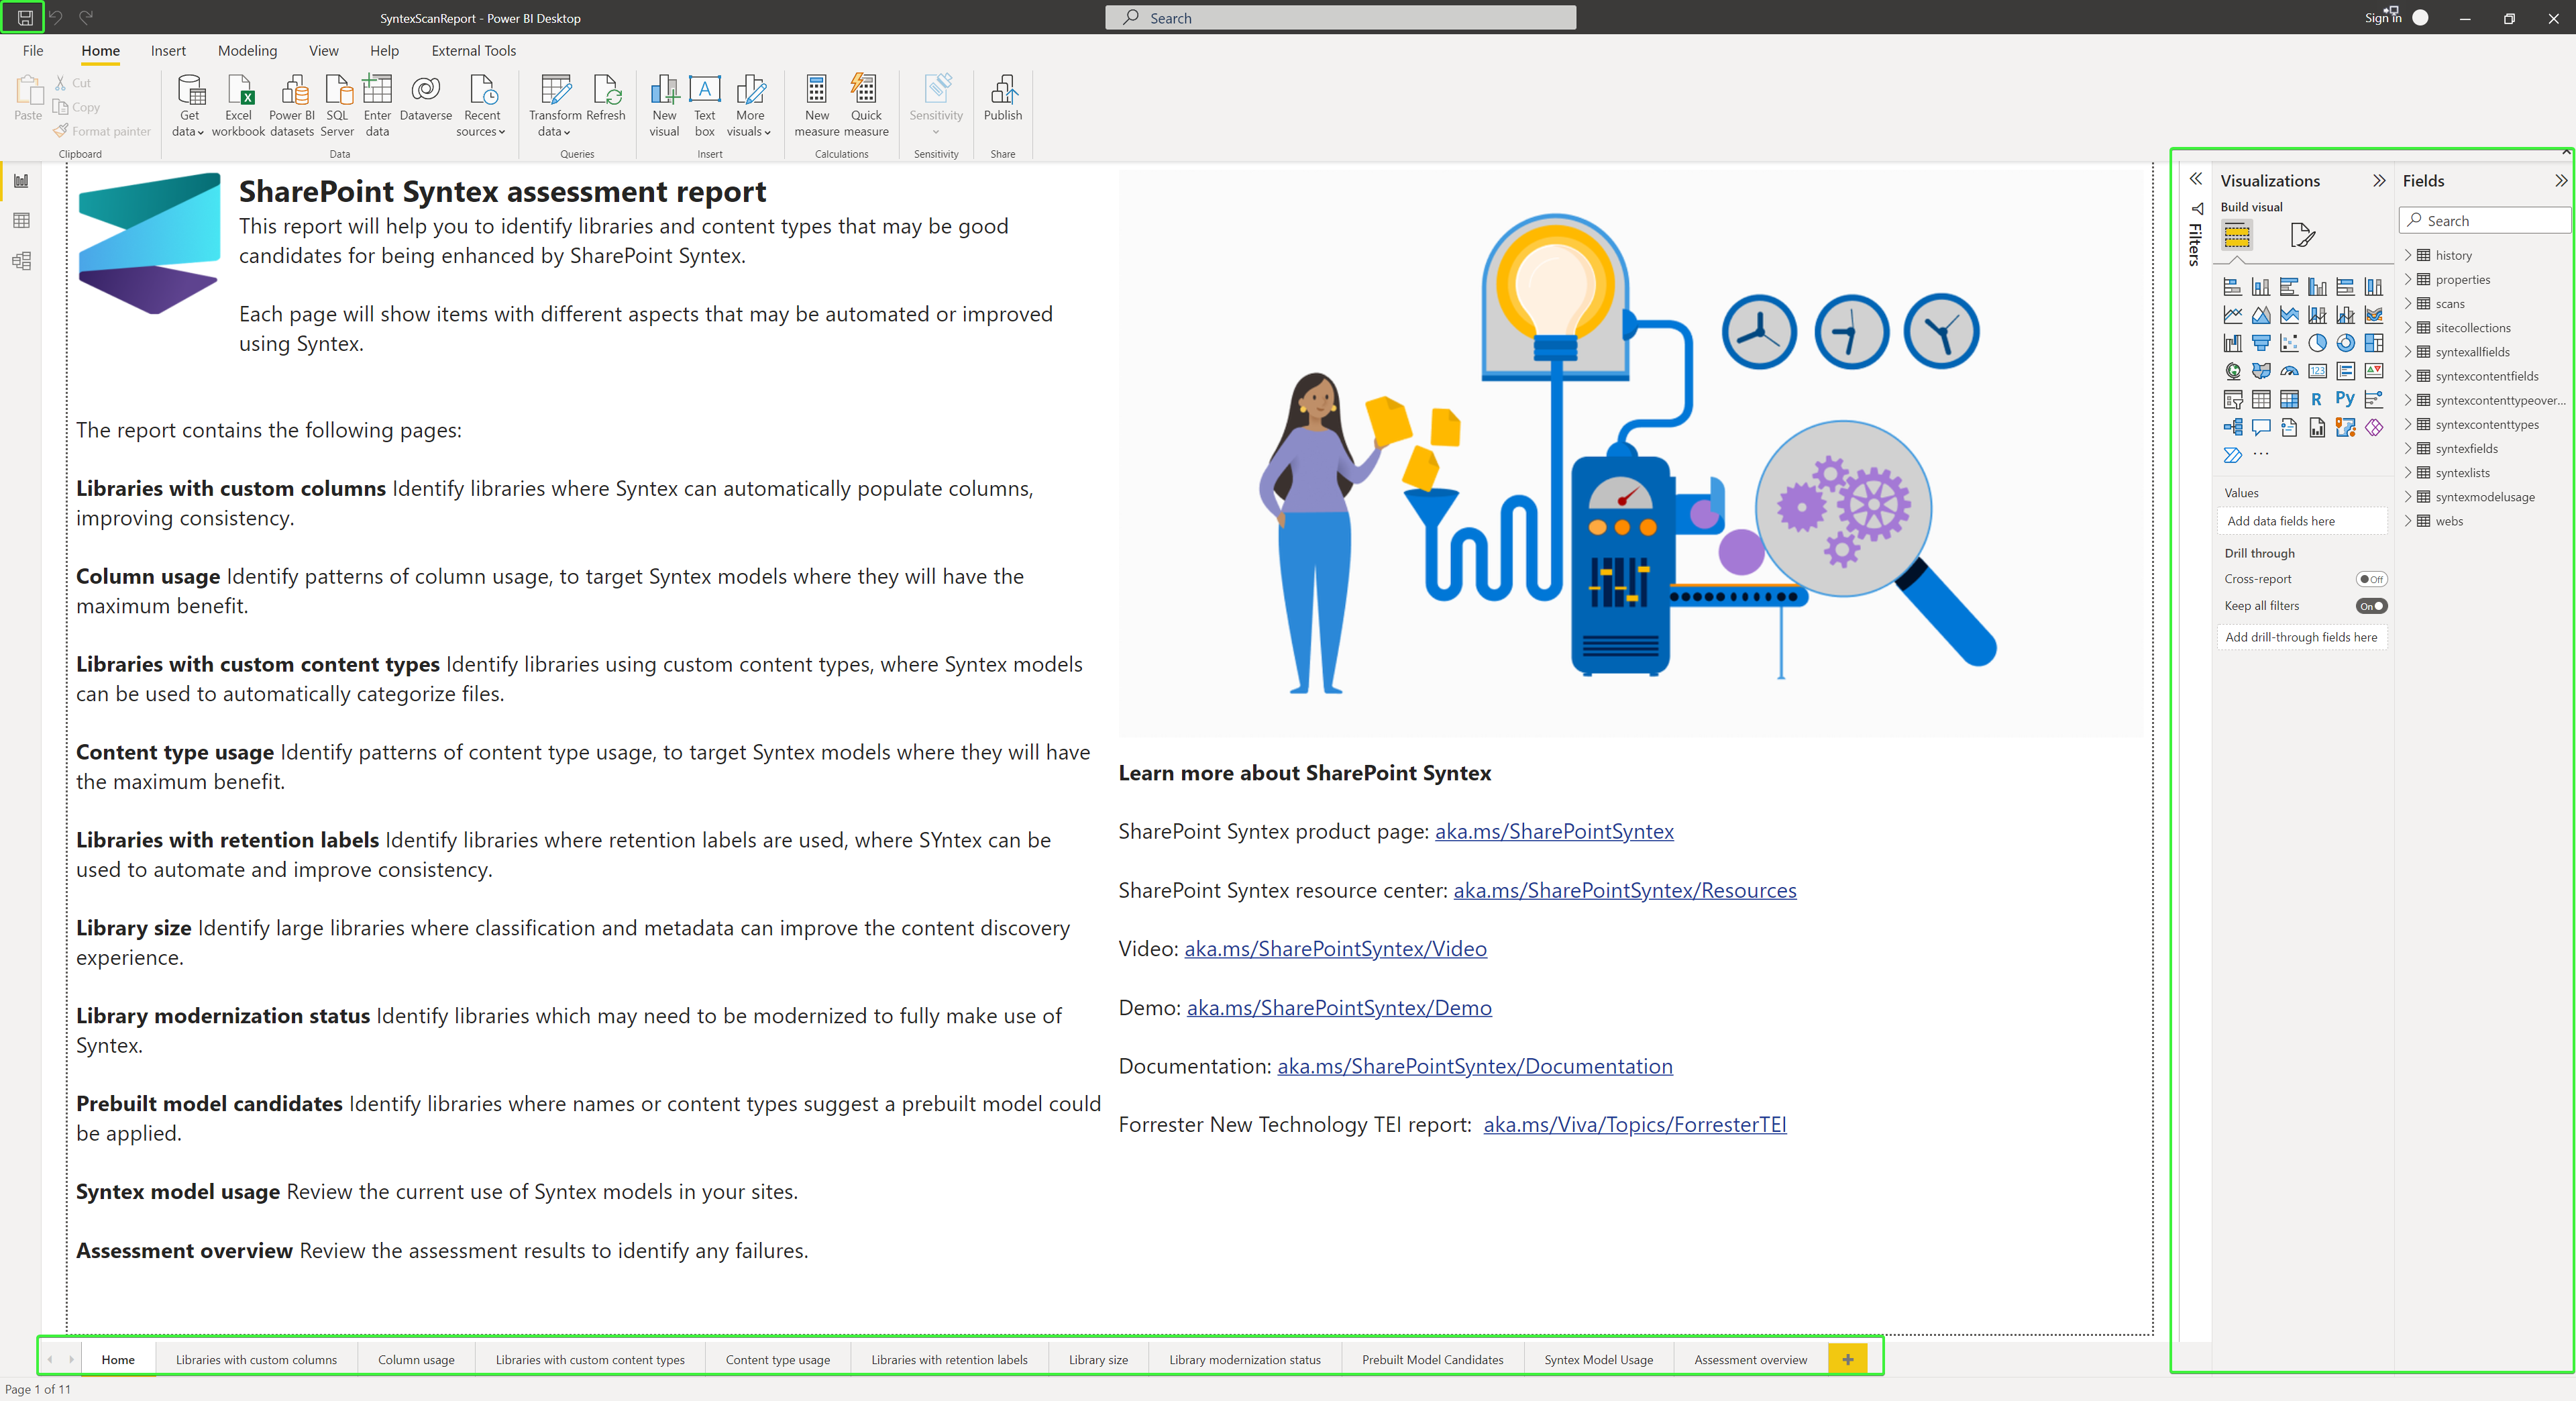 SyntexScanReport - Power BI Desktop
Search
Sign in
File Home Insert Modeling View Help External Tools
Paste
Cut
Copy
Format painter
Clipboard
Get data
Excel workbook
Power BI datasets
SQL Server
Enter data
Dataverse
Recent sources
Data
Transform data
Refresh
Queries
New visual
Text box
More visuals
Insert
New measure
Quick measure
Calculations
Sensitivity
Sensitivity
Publish
Share
SharePoint Syntex assessment report
This report will help you to identify libraries and content types that may be good
candidates for being enhanced by SharePoint Syntex.
Each page will show items with different aspects that may be automated or improved
using Syntex.
The report contains the following pages:
Libraries with custom columns Identify libraries where Syntex can automatically populate columns,
improving consistency.
Column usage Identify patterns of column usage, to target Syntex models where they will have the
maximum benefit.
Libraries with custom content types Identify libraries using custom content types, where Syntex models
can be used to automatically categorize files.
Content type usage Identify patterns of content type usage, to target Syntex models where they will have
the maximum benefit.
Libraries with retention labels Identify libraries where retention labels are used, where SYntex can be
used to automate and improve consistency.
Library size Identify large libraries where classification and metadata can improve the content discovery
experience.
Library modernization status Identify libraries which may need to be modernized to fully make use of
Syntex.
Prebuilt model candidates Identify libraries where names or content types suggest a prebuilt model could
be applied.
Syntex model usage Review the current use of Syntex models in your sites.
Assessment overview Review the assessment results to identify any failures.
Learn more about SharePoint Syntex
SharePoint Syntex product page: aka.ms/SharePointSyntex
SharePoint Syntex resource center: aka.ms/SharePointSyntex/Resources
Video: aka.ms/SharePointSyntex/Video
Demo: aka.ms/SharePointSyntex/Demo
Documentation: aka.ms/SharePointSyntex/Documentation
Forrester New Technology TEI report: aka.ms/Viva/Topics/ForresterTEI
Filters
Visualizations
Build visual
123
R
Py
...
Values
Add data fields here
Drill through
Cross-report Off
Keep all filters On
Add drill-through fields here
Fields
Search
history
properties
scans
sitecollections
syntexallfields
syntexcontentfields
syntexcontenttypeover...
syntexcontenttypes
syntexfields
syntexlists
syntexmodelusage
webs
Home Libraries with custom columns Column usage Libraries with custom content types Content type usage Libraries with retention labels Library size Library modernization status Prebuilt Model Candidates Syntex Model Usage Assessment overview +
Page 1 of 11